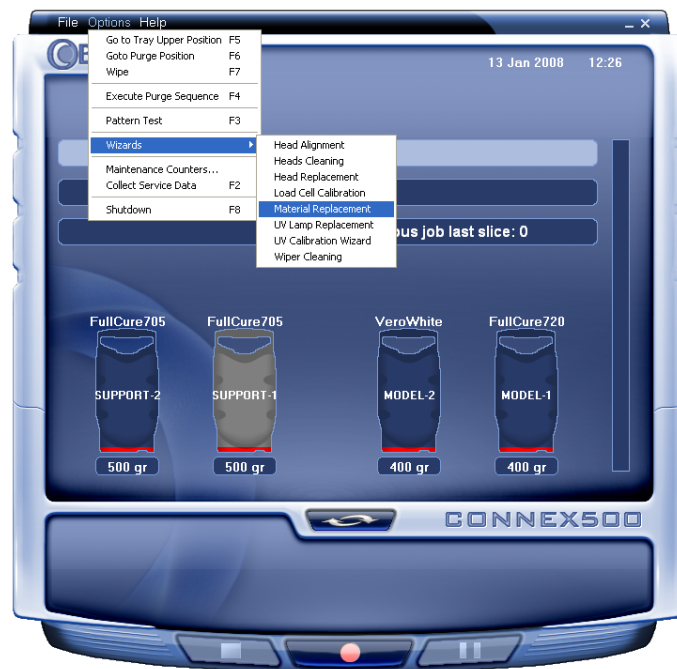 File Options Help
13 Jan 2008 12:26
Go to Tray Upper Position F5
Goto Purge Position F6
Wipe F7
Execute Purge Sequence F4
Pattern Test F3
Wizards
Maintenance Counters...
Collect Service Data F2
Shutdown F8
Head Alignment
Heads Cleaning
Head Replacement
Load Cell Calibration
Material Replacement
UV Lamp Replacement
UV Calibration Wizard
Wiper Cleaning
job last slice: 0
FullCure705 FullCure705 VeroWhite FullCure720
SUPPORT-2 SUPPORT-1 MODEL-2 MODEL-1
500 gr 500 gr 400 gr 400 gr
CONNEX500